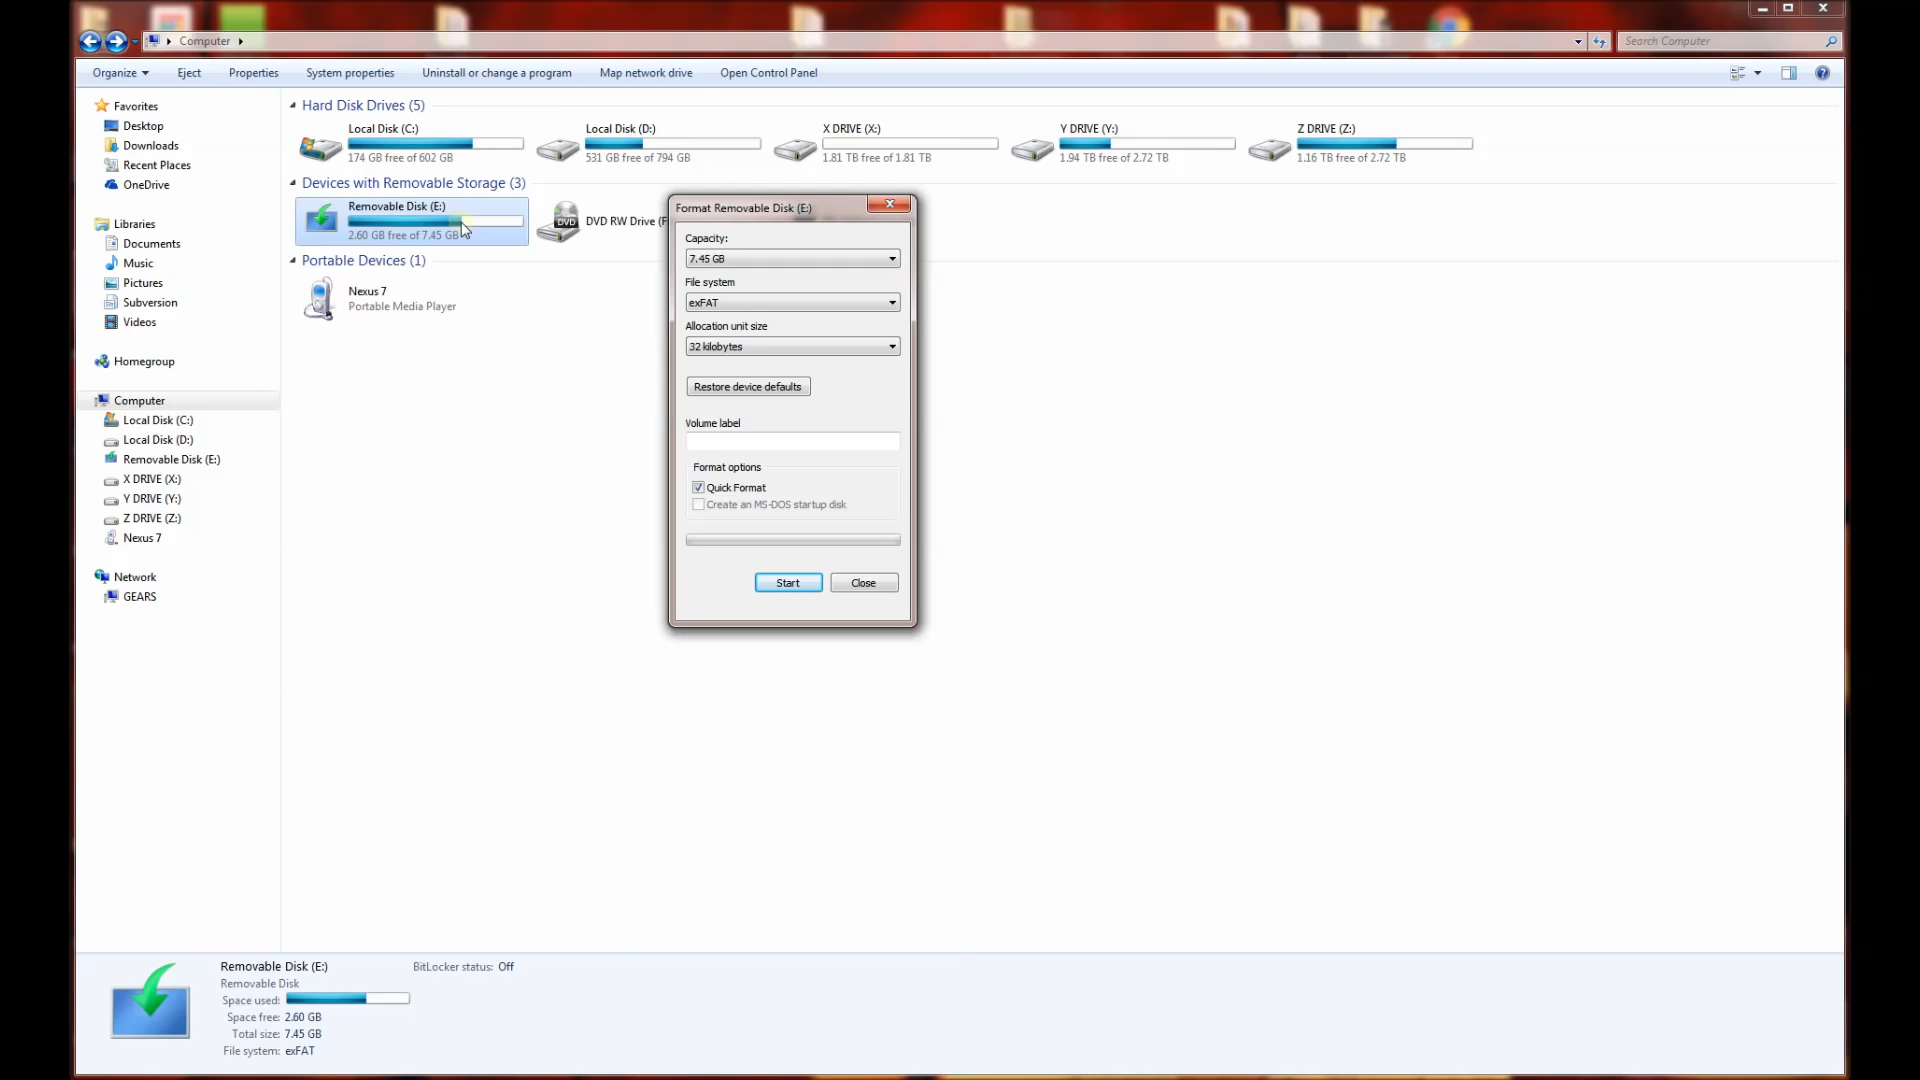 Computer
Search Computer
Organize Eject Properties System properties Uninstall or change a program Map network drive Open Control Panel
Favorites
Desktop
Downloads
Recent Places
OneDrive
Libraries
Documents
Music
Pictures
Subversion
Videos
Homegroup
Computer
Local Disk (C:)
Local Disk (D:)
Removable Disk (E:)
X DRIVE (X:)
Y DRIVE (Y:)
Z DRIVE (Z:)
Nexus 7
Network
GEARS
Hard Disk Drives (5)
Local Disk (C:)
174 GB free of 602 GB
Local Disk (D:)
531 GB free of 794 GB
X DRIVE (X:)
1.81 TB free of 1.81 TB
Y DRIVE (Y:)
1.94 TB free of 2.72 TB
Z DRIVE (Z:)
1.16 TB free of 2.72 TB
Devices with Removable Storage (3)
Removable Disk (E:)
2.60 GB free of 7.45 GB
DVD
DVD RW Drive (F
Portable Devices (1)
Nexus 7
Portable Media Player
Format Removable Disk (E:)
Capacity:
7.45 GB
File system
exFAT
Allocation unit size
32 kilobytes
Restore device defaults
Volume label
Format options
Quick Format
Create an MS-DOS startup disk
Start Close
Removable Disk (E:) BitLocker status: Off
Removable Disk
Space used:
Space free: 2.60 GB
Total size: 7.45 GB
File system: exFAT